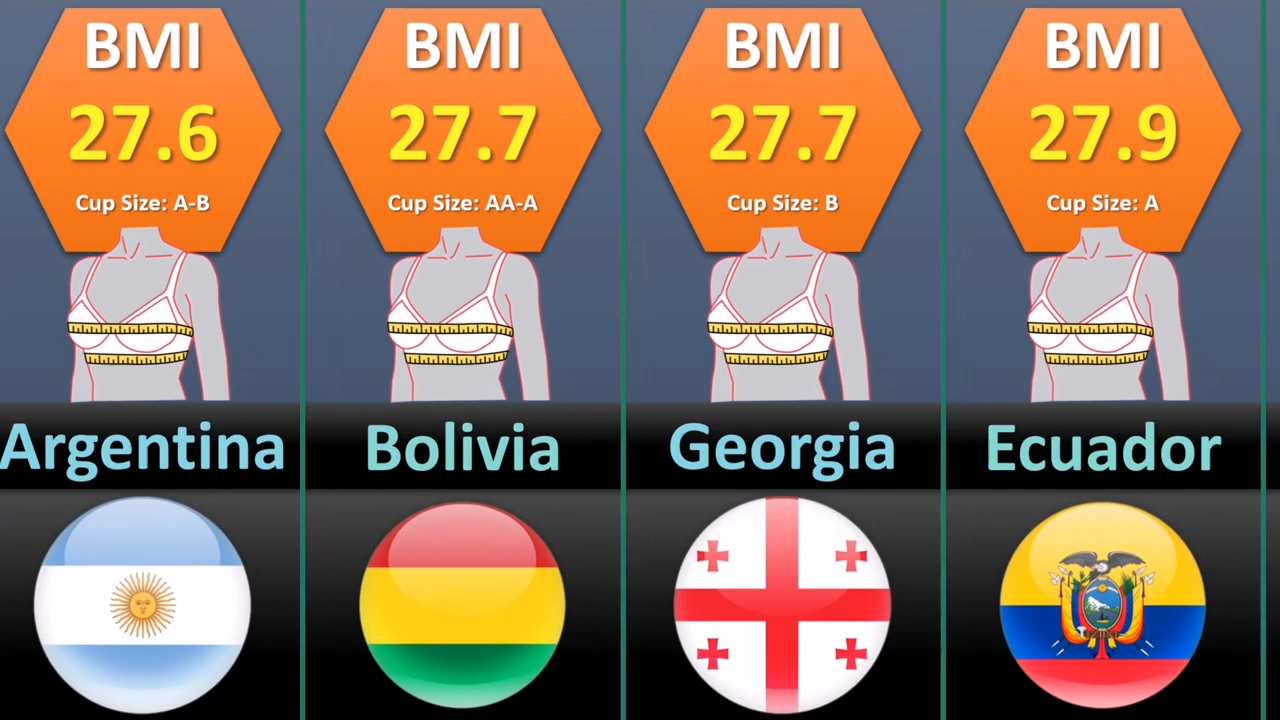 BMI
27.6
Cup Size: A-B
Argentina
BMI
27.7
Cup Size: AA-A
Bolivia
BMI
27.7
Cup Size: B
Georgia
BMI
27.9
Cup Size: A
Ecuador